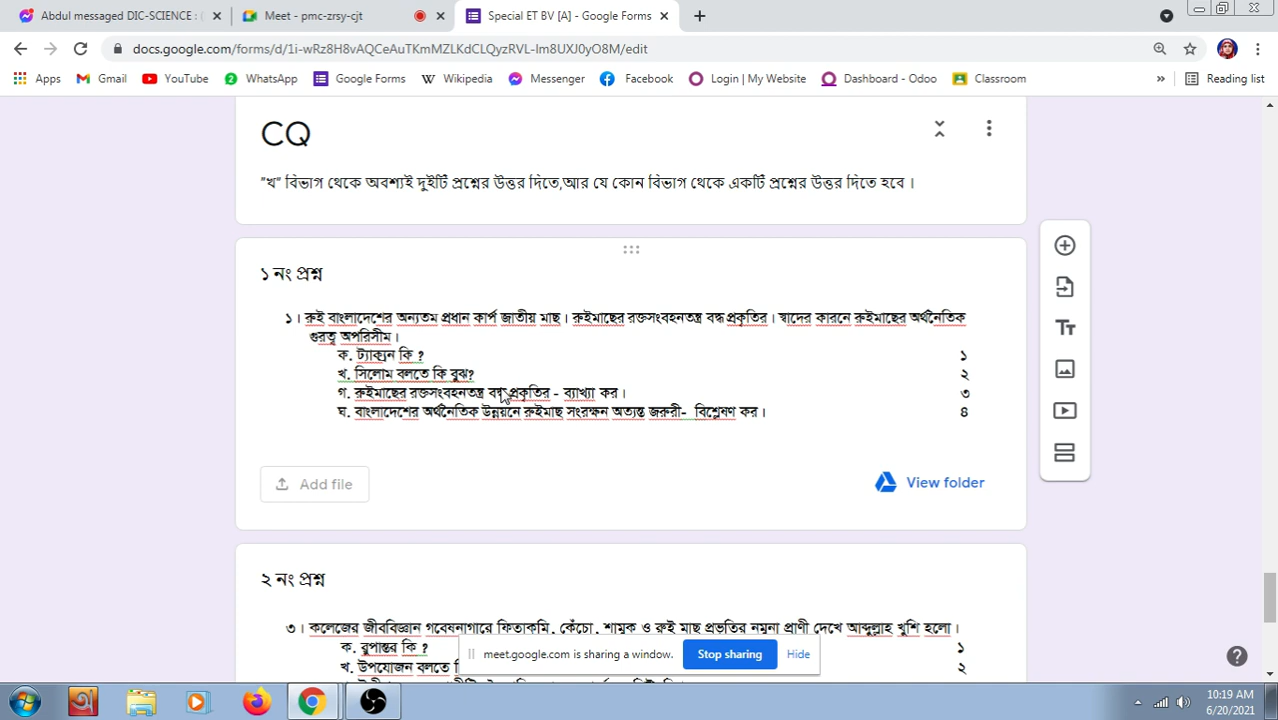 Abdul messaged DIC-SCIENCE :
Meet - pmc-zrsy-cjt
Special ET BV [A] - Google Forms
docs.google.com/forms/d/1i-wRz8H8vAQCeAuTKmMZLKdCLQyzRVL-lm8UXJ0yO8M/edit
Apps Gmail YouTube WhatsApp Google Forms Wikipedia Messenger Facebook Login | My Website Dashboard - Odoo Classroom » Reading list
CQ
"খ" বিভাগ থেকে অবশ্যই দুইটি প্রশ্নের উত্তর দিতে,আর যে কোন বিভাগ থেকে একটি প্রশ্নের উত্তর দিতে হবে ।
১ নং প্রশ্ন
১। রুই বাংলাদেশের অন্যতম প্রধান কার্প জাতীয় মাছ। রুইমাছের রক্তসংবহনতন্ত্র বদ্ধ প্রকৃতির। স্বাদের কারনে রুইমাছের অর্থনৈতিক
গুরত্ব অপরিসীম।
ক. ট্যাক্সন কি ? ১
খ. সিলোম বলতে কি বুঝ? ২
গ. রুইমাছের রক্তসংবহনতন্ত্র বদ্ধ প্রকৃতির - ব্যাখ্যা কর। ৩
ঘ. বাংলাদেশের অর্থনৈতিক উন্নয়নে রুইমাছ সংরক্ষন অত্যন্ত জরুরী- বিশ্লেষণ কর। ৪
Add file
View folder
২ নং প্রশ্ন
৩। কলেজের জীববিজ্ঞান গবেষনাগারে ফিতাকৃমি, কেঁচো, শামুক ও রুই মাছ প্রভৃতির নমুনা প্রাণী দেখে আব্দুল্লাহ খুশি হলো।
ক. রুপান্তর কি ? ১
খ. উপযোজন বলতে ২
meet.google.com is sharing a window. Stop sharing Hide
10:19 AM
6/20/2021